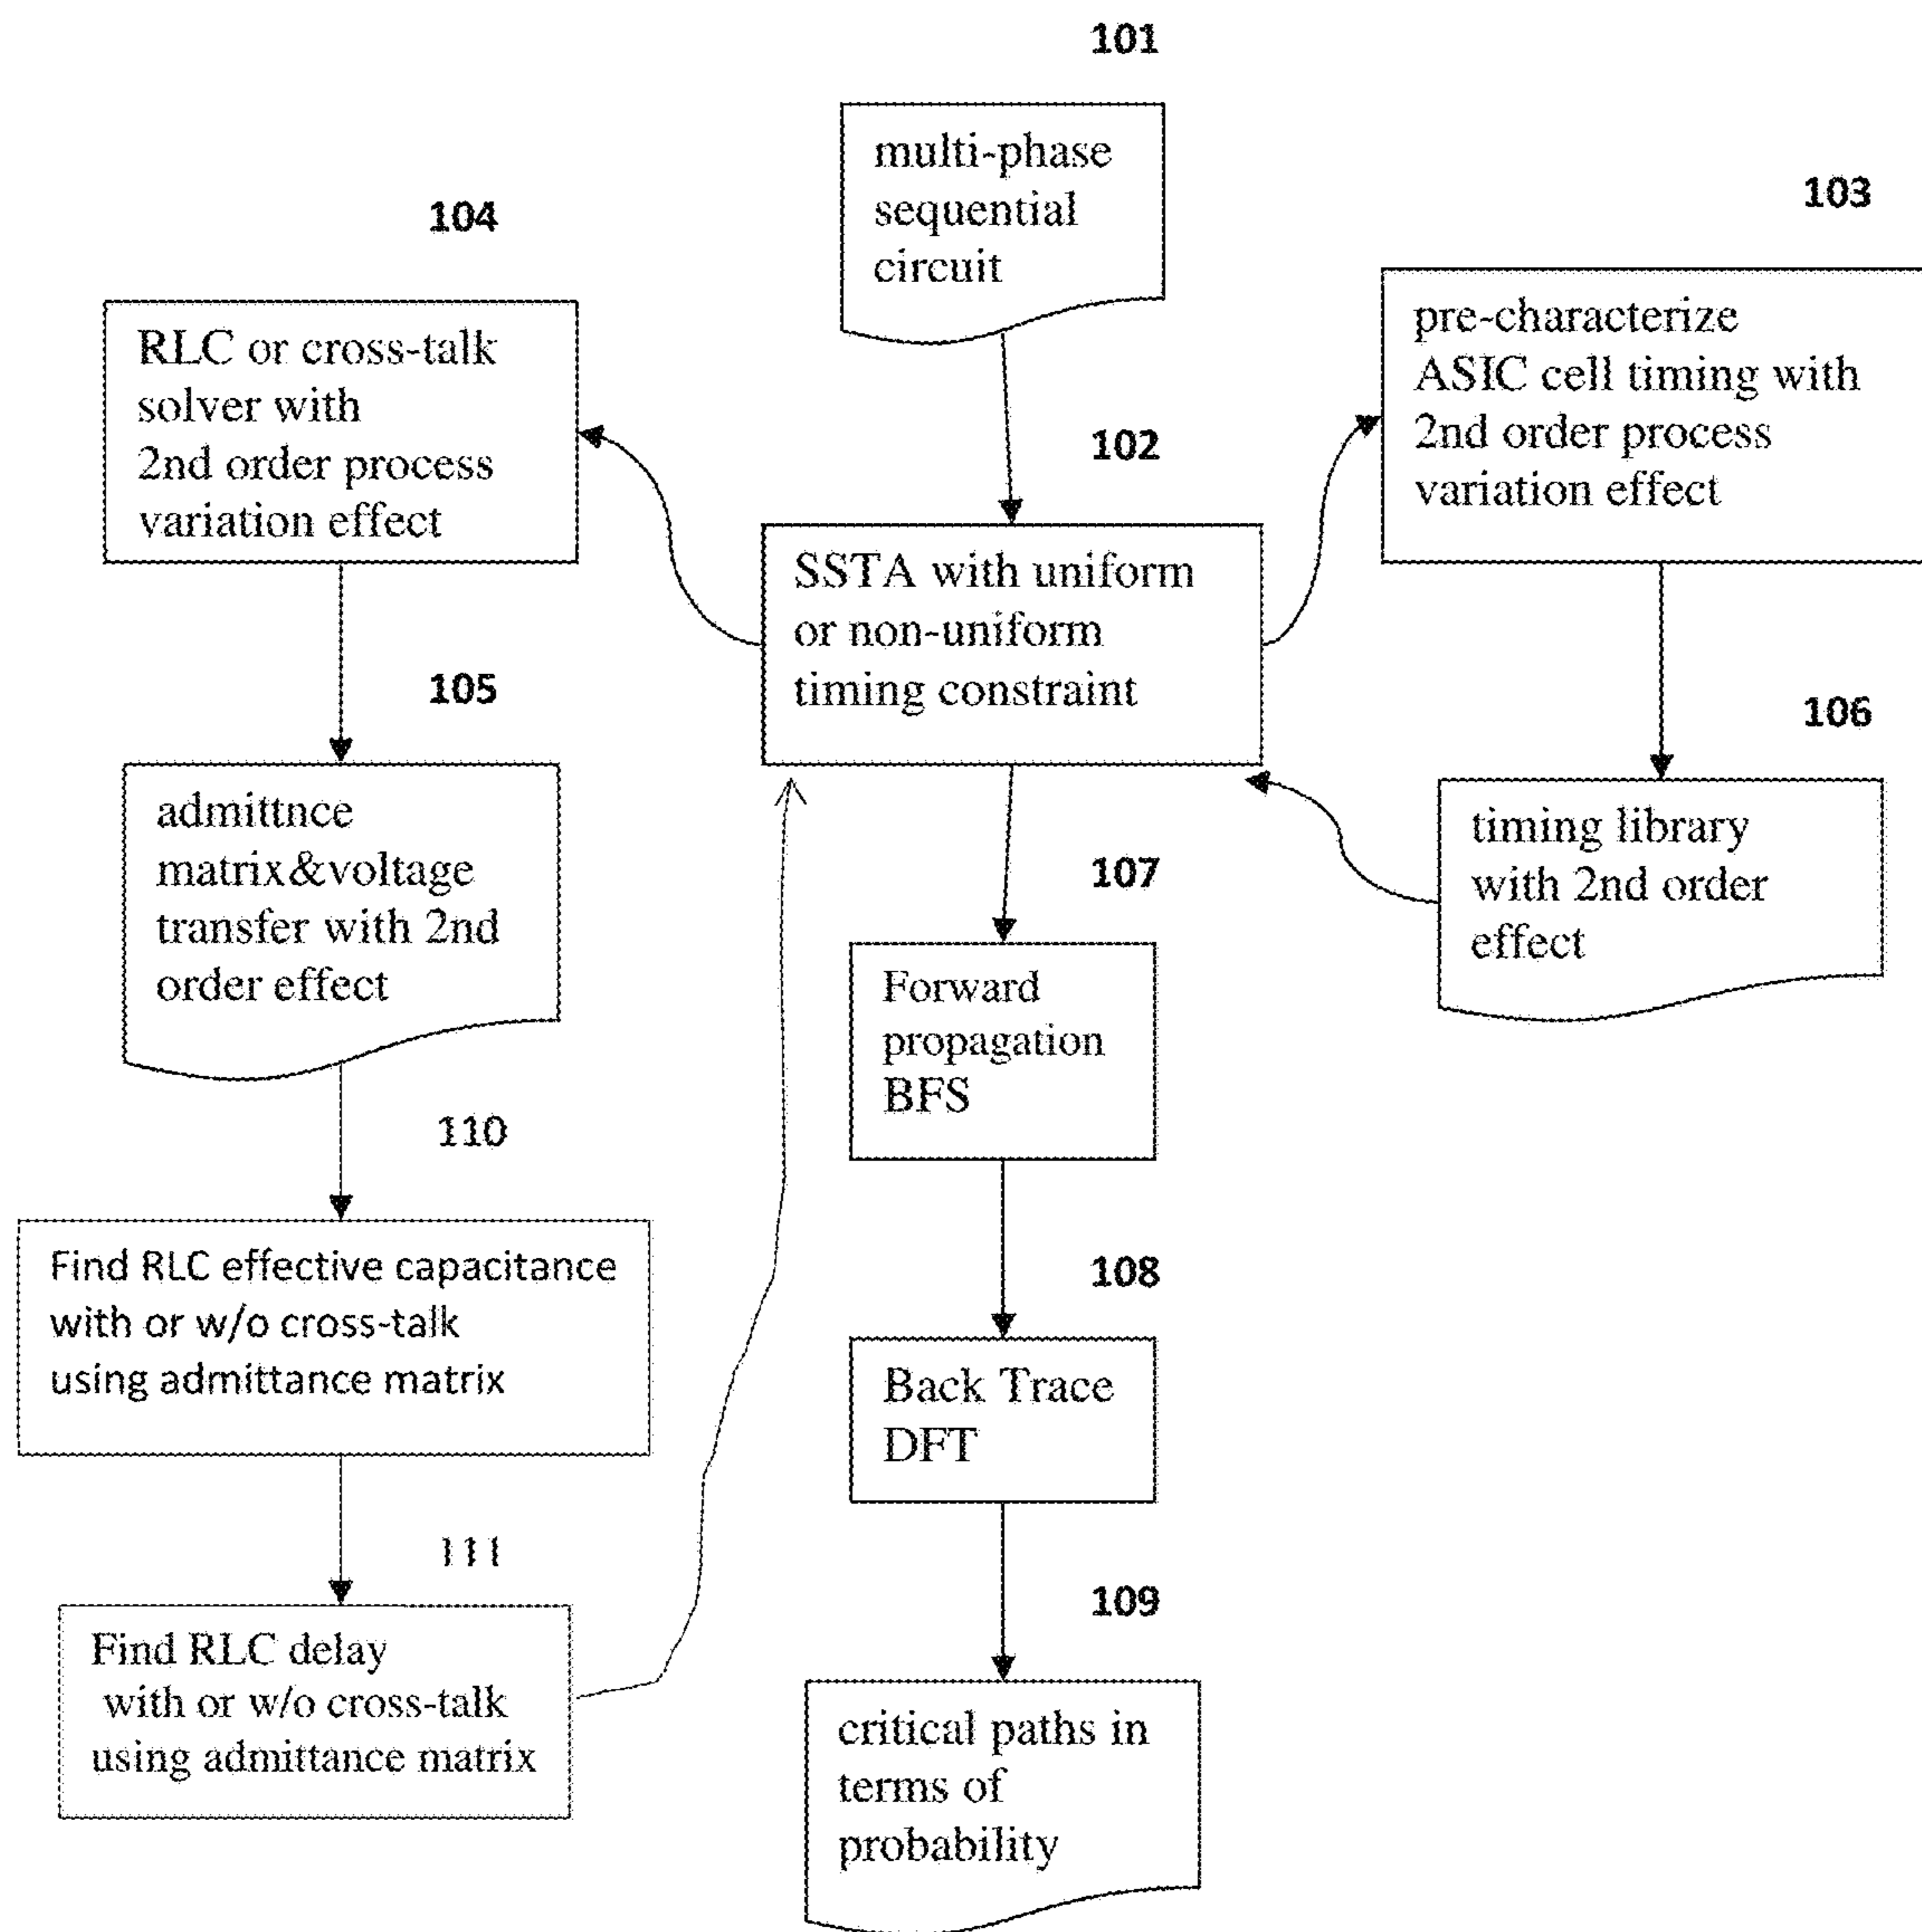 101
multi-phase
sequential
circuit
104
RLC or cross-talk
solver with
2nd order process
variation effect
103
pre-characterize
ASIC cell timing with
2nd order process
variation effect
102
SSTA with uniform
or non-uniform
timing constraint
105
admittnce
matrix&voltage
transfer with 2nd
order effect
106
timing library
with 2nd order
effect
107
Forward
propagation
BFS
110
Find RLC effective capacitance
with or w/o cross-talk
using admittance matrix
108
Back Trace
DFT
111
Find RLC delay
with or w/o cross-talk
using admittance matrix
109
critical paths in
terms of
probability